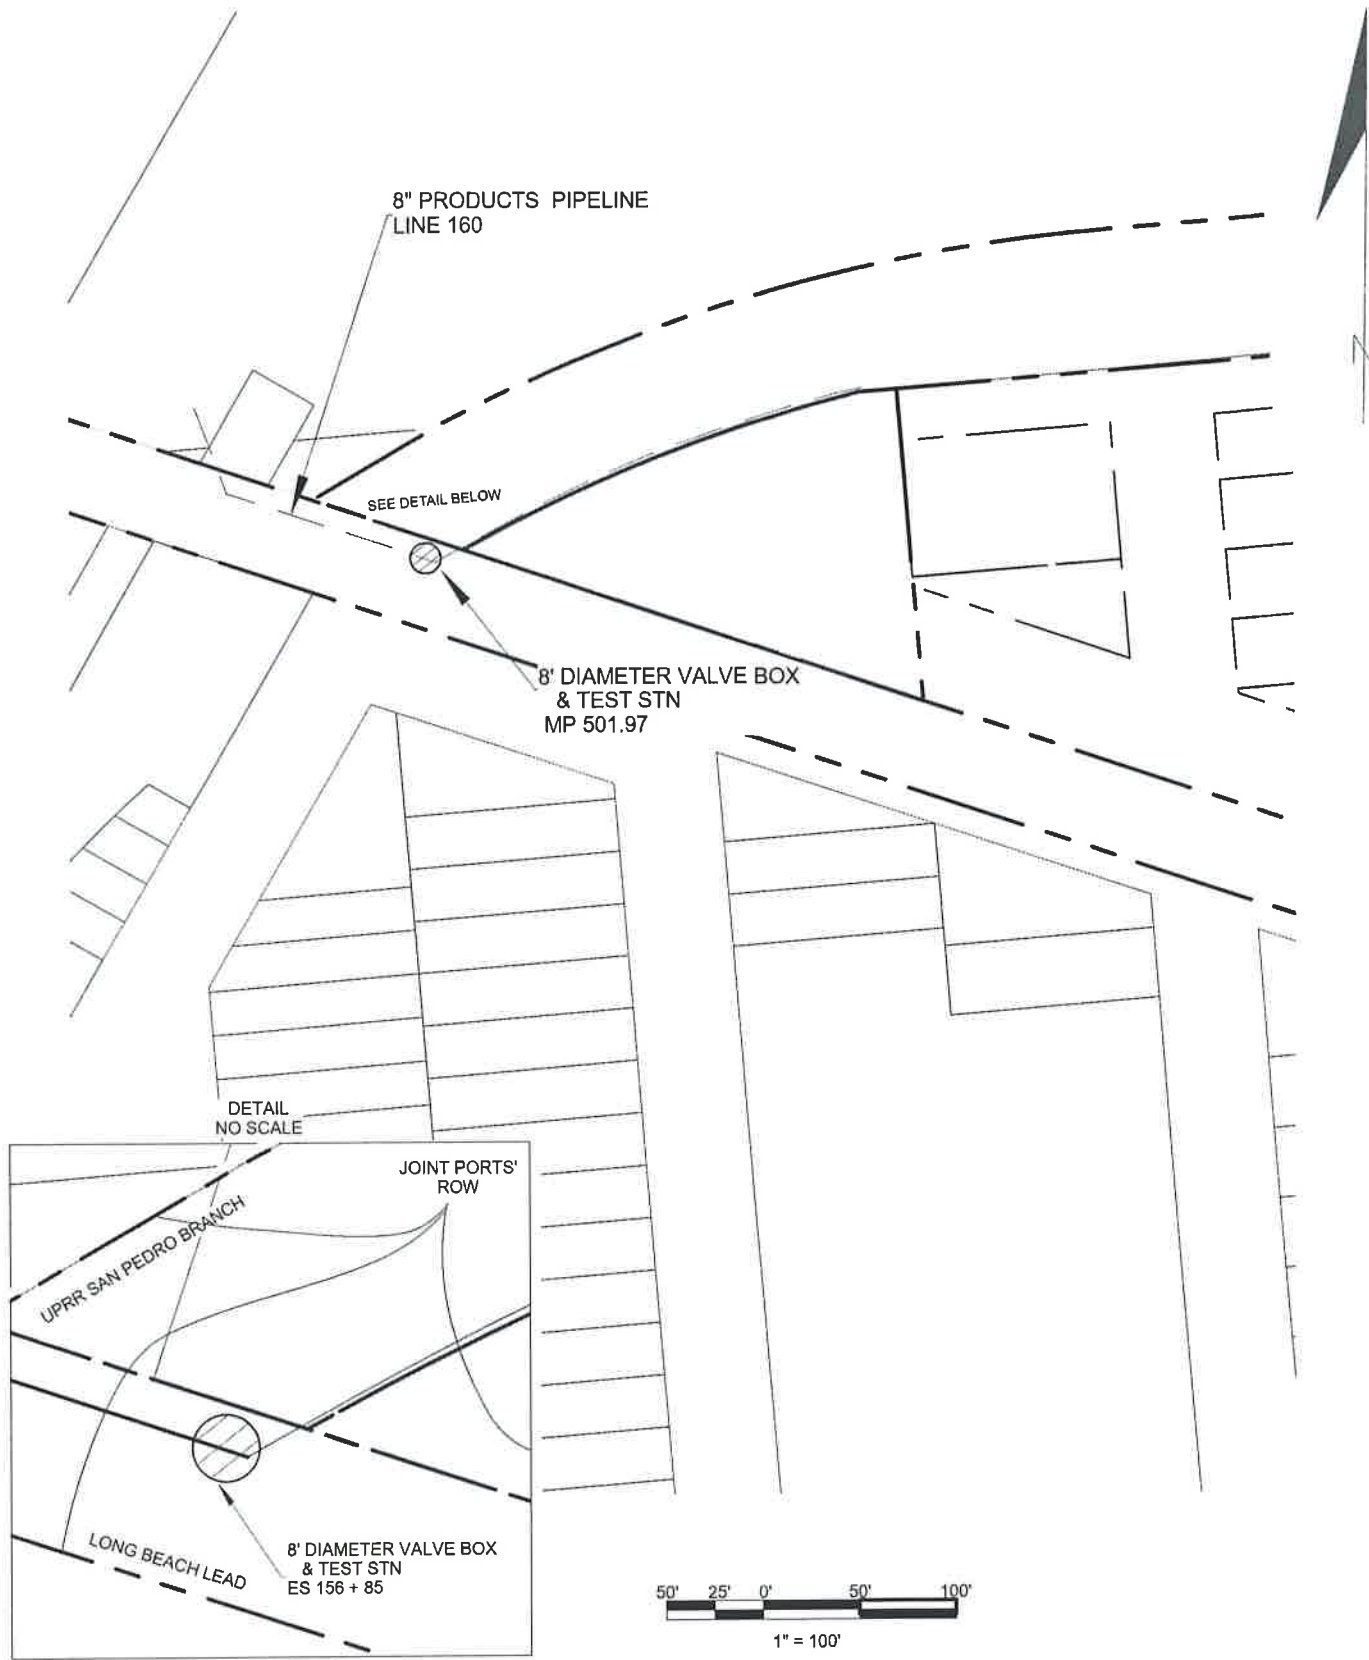 8" PRODUCTS PIPELINE
LINE 160
SEE DETAIL BELOW
8' DIAMETER VALVE BOX
& TEST STN
MP 501.97
DETAIL
NO SCALE
JOINT PORTS'
ROW
UPRR SAN PEDRO BRANCH
8' DIAMETER VALVE BOX
& TEST STN
ES 156 + 85
LONG BEACH LEAD
50' 25' 0' 50' 100'
1" = 100'